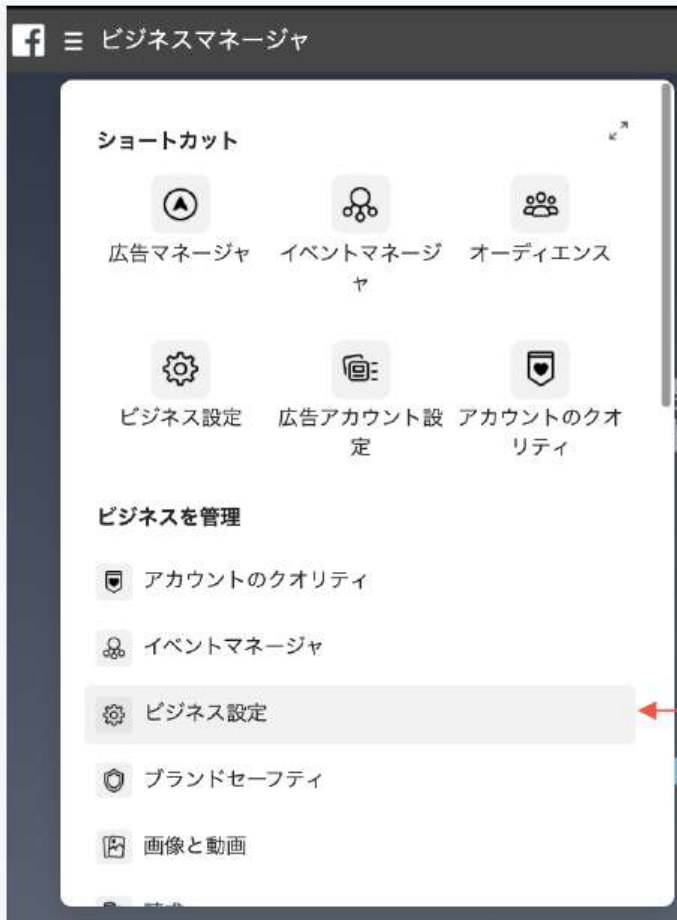 ビジネスマネージャ
ショートカット
広告マネージャ
イベントマネージ
ャ
オーディエンス
ビジネス設定
広告アカウント設
定
アカウントのクオ
リティ
ビジネスを管理
アカウントのクオリティ
イベントマネージャ
ビジネス設定
ブランドセーフティ
画像と動画